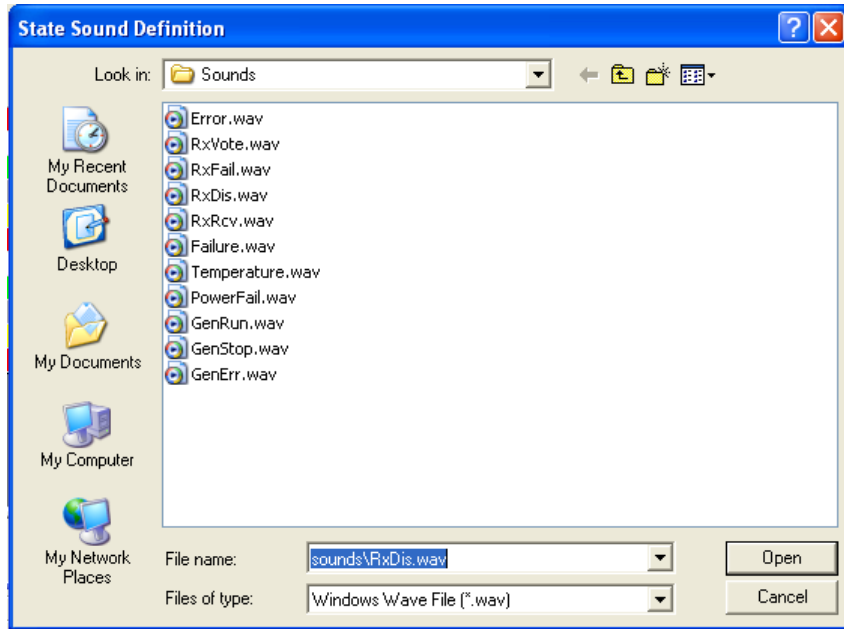 State Sound Definition
Look in: Sounds
My Recent
Documents
Desktop
My Documents
My Computer
My Network
Places
Error.wav
RxVote.wav
RxFail.wav
RxDis.wav
RxRcv.wav
Failure.wav
Temperature.wav
PowerFail.wav
GenRun.wav
GenStop.wav
GenErr.wav
File name: sounds\RxDis.wav Open
Files of type: Windows Wave File (*.wav) Cancel